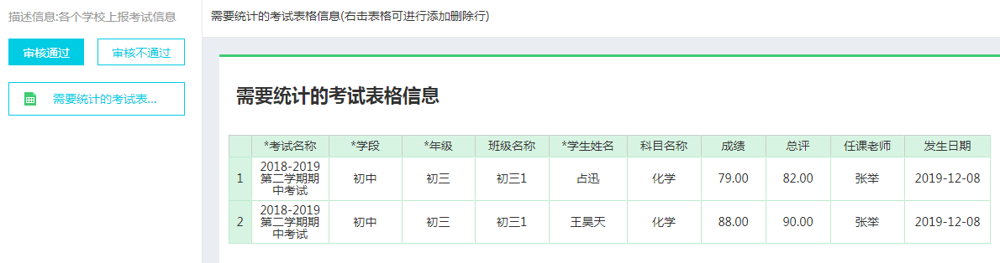 描述信息:各个学校上报考试信息
审核通过 审核不通过
需要统计的考试表...
需要统计的考试表格信息(右击表格可进行添加删除行)
需要统计的考试表格信息
*考试名称 *学段 *年级 班级名称 *学生姓名 科目名称 成绩 总评 任课老师 发生日期
1 2018-2019第二学期期中考试 初中 初三 初三1 占迅 化学 79.00 82.00 张举 2019-12-08
2 2018-2019第二学期期中考试 初中 初三 初三1 王昊天 化学 88.00 90.00 张举 2019-12-08